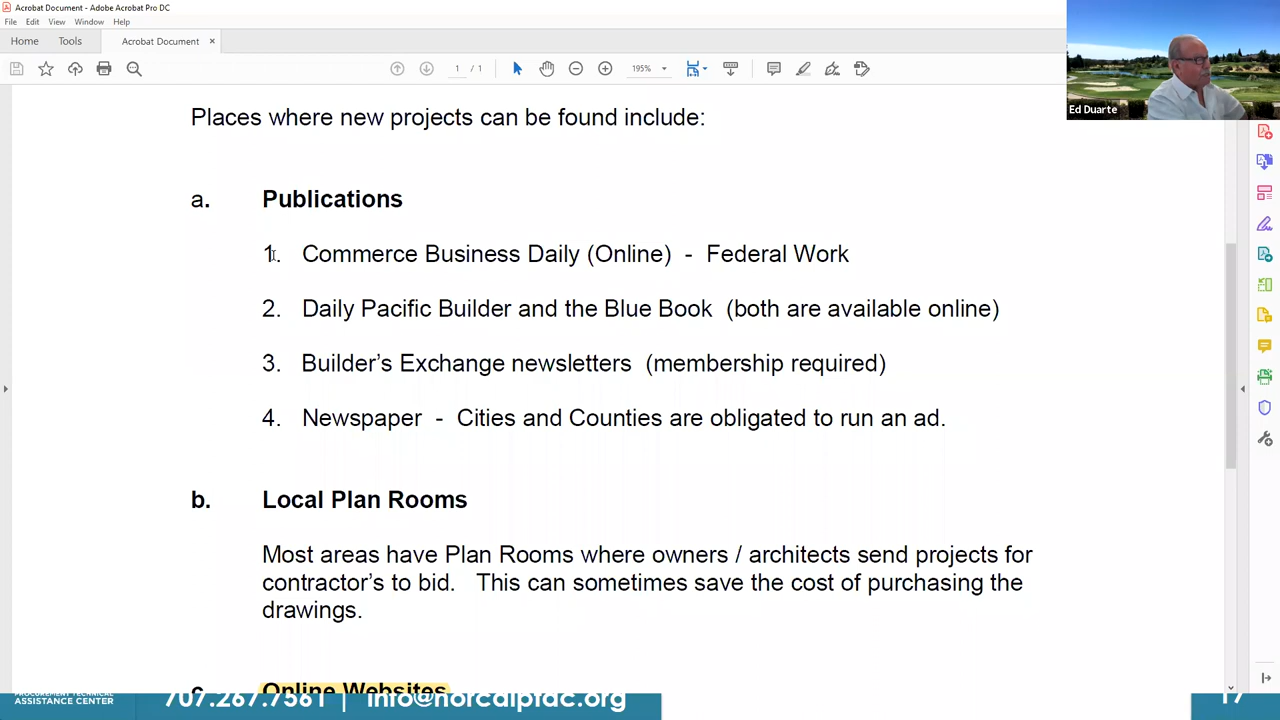 Acrobat Document - Adobe Acrobat Pro DC
File Edit View Window Help
Home Tools Acrobat Document ×
1 / 1 195%
Ed Duarte
Places where new projects can be found include:
a. Publications
1. Commerce Business Daily (Online) - Federal Work
2. Daily Pacific Builder and the Blue Book (both are available online)
3. Builder's Exchange newsletters (membership required)
4. Newspaper - Cities and Counties are obligated to run an ad.
b. Local Plan Rooms
Most areas have Plan Rooms where owners / architects send projects for
contractor's to bid. This can sometimes save the cost of purchasing the
drawings.
c. Online Websites
PROCUREMENT TECHNICAL
ASSISTANCE CENTER
707.267.7561 | info@norcalptac.org
17